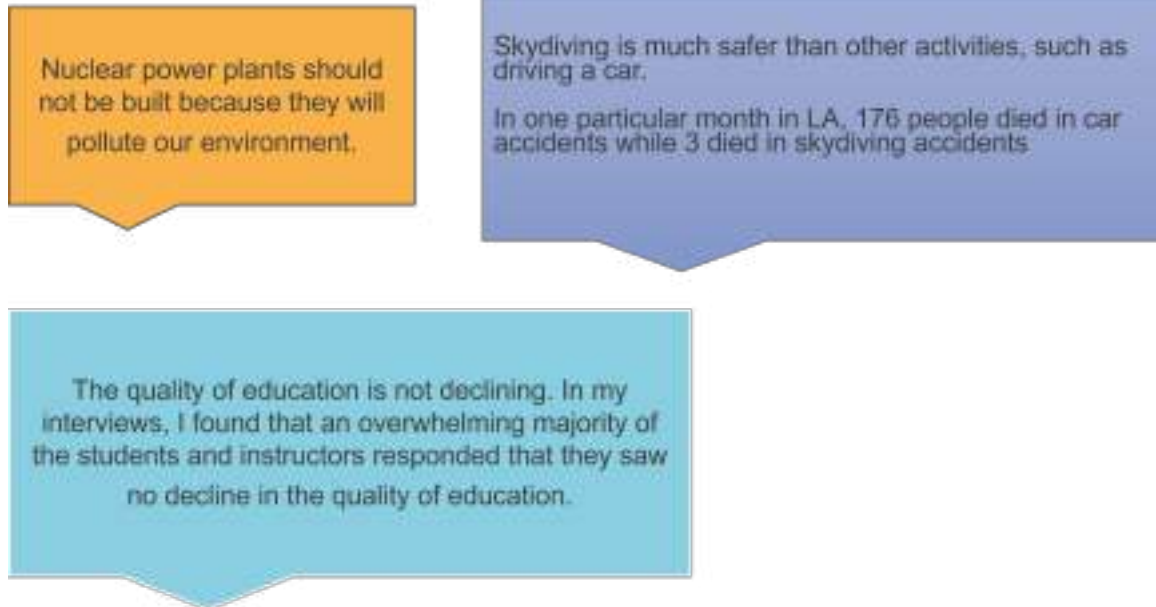 Nuclear power plants should
not be built because they will
pollute our environment.
Skydiving is much safer than other activities, such as
driving a car.
In one particular month in LA, 176 people died in car
accidents while 3 died in skydiving accidents
The quality of education is not declining. In my
interviews, I found that an overwhelming majority of
the students and instructors responded that they saw
no decline in the quality of education.